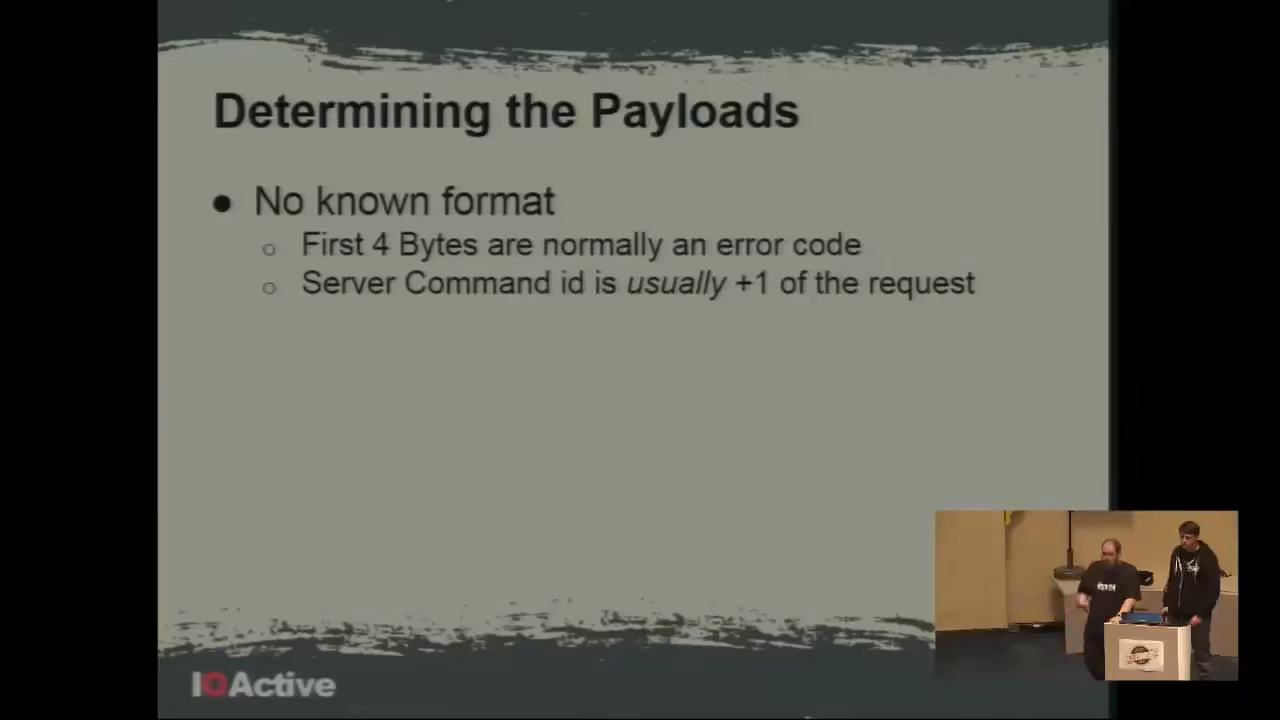 Determining the Payloads
● No known format
○ First 4 Bytes are normally an error code
○ Server Command id is usually +1 of the request
IOActive